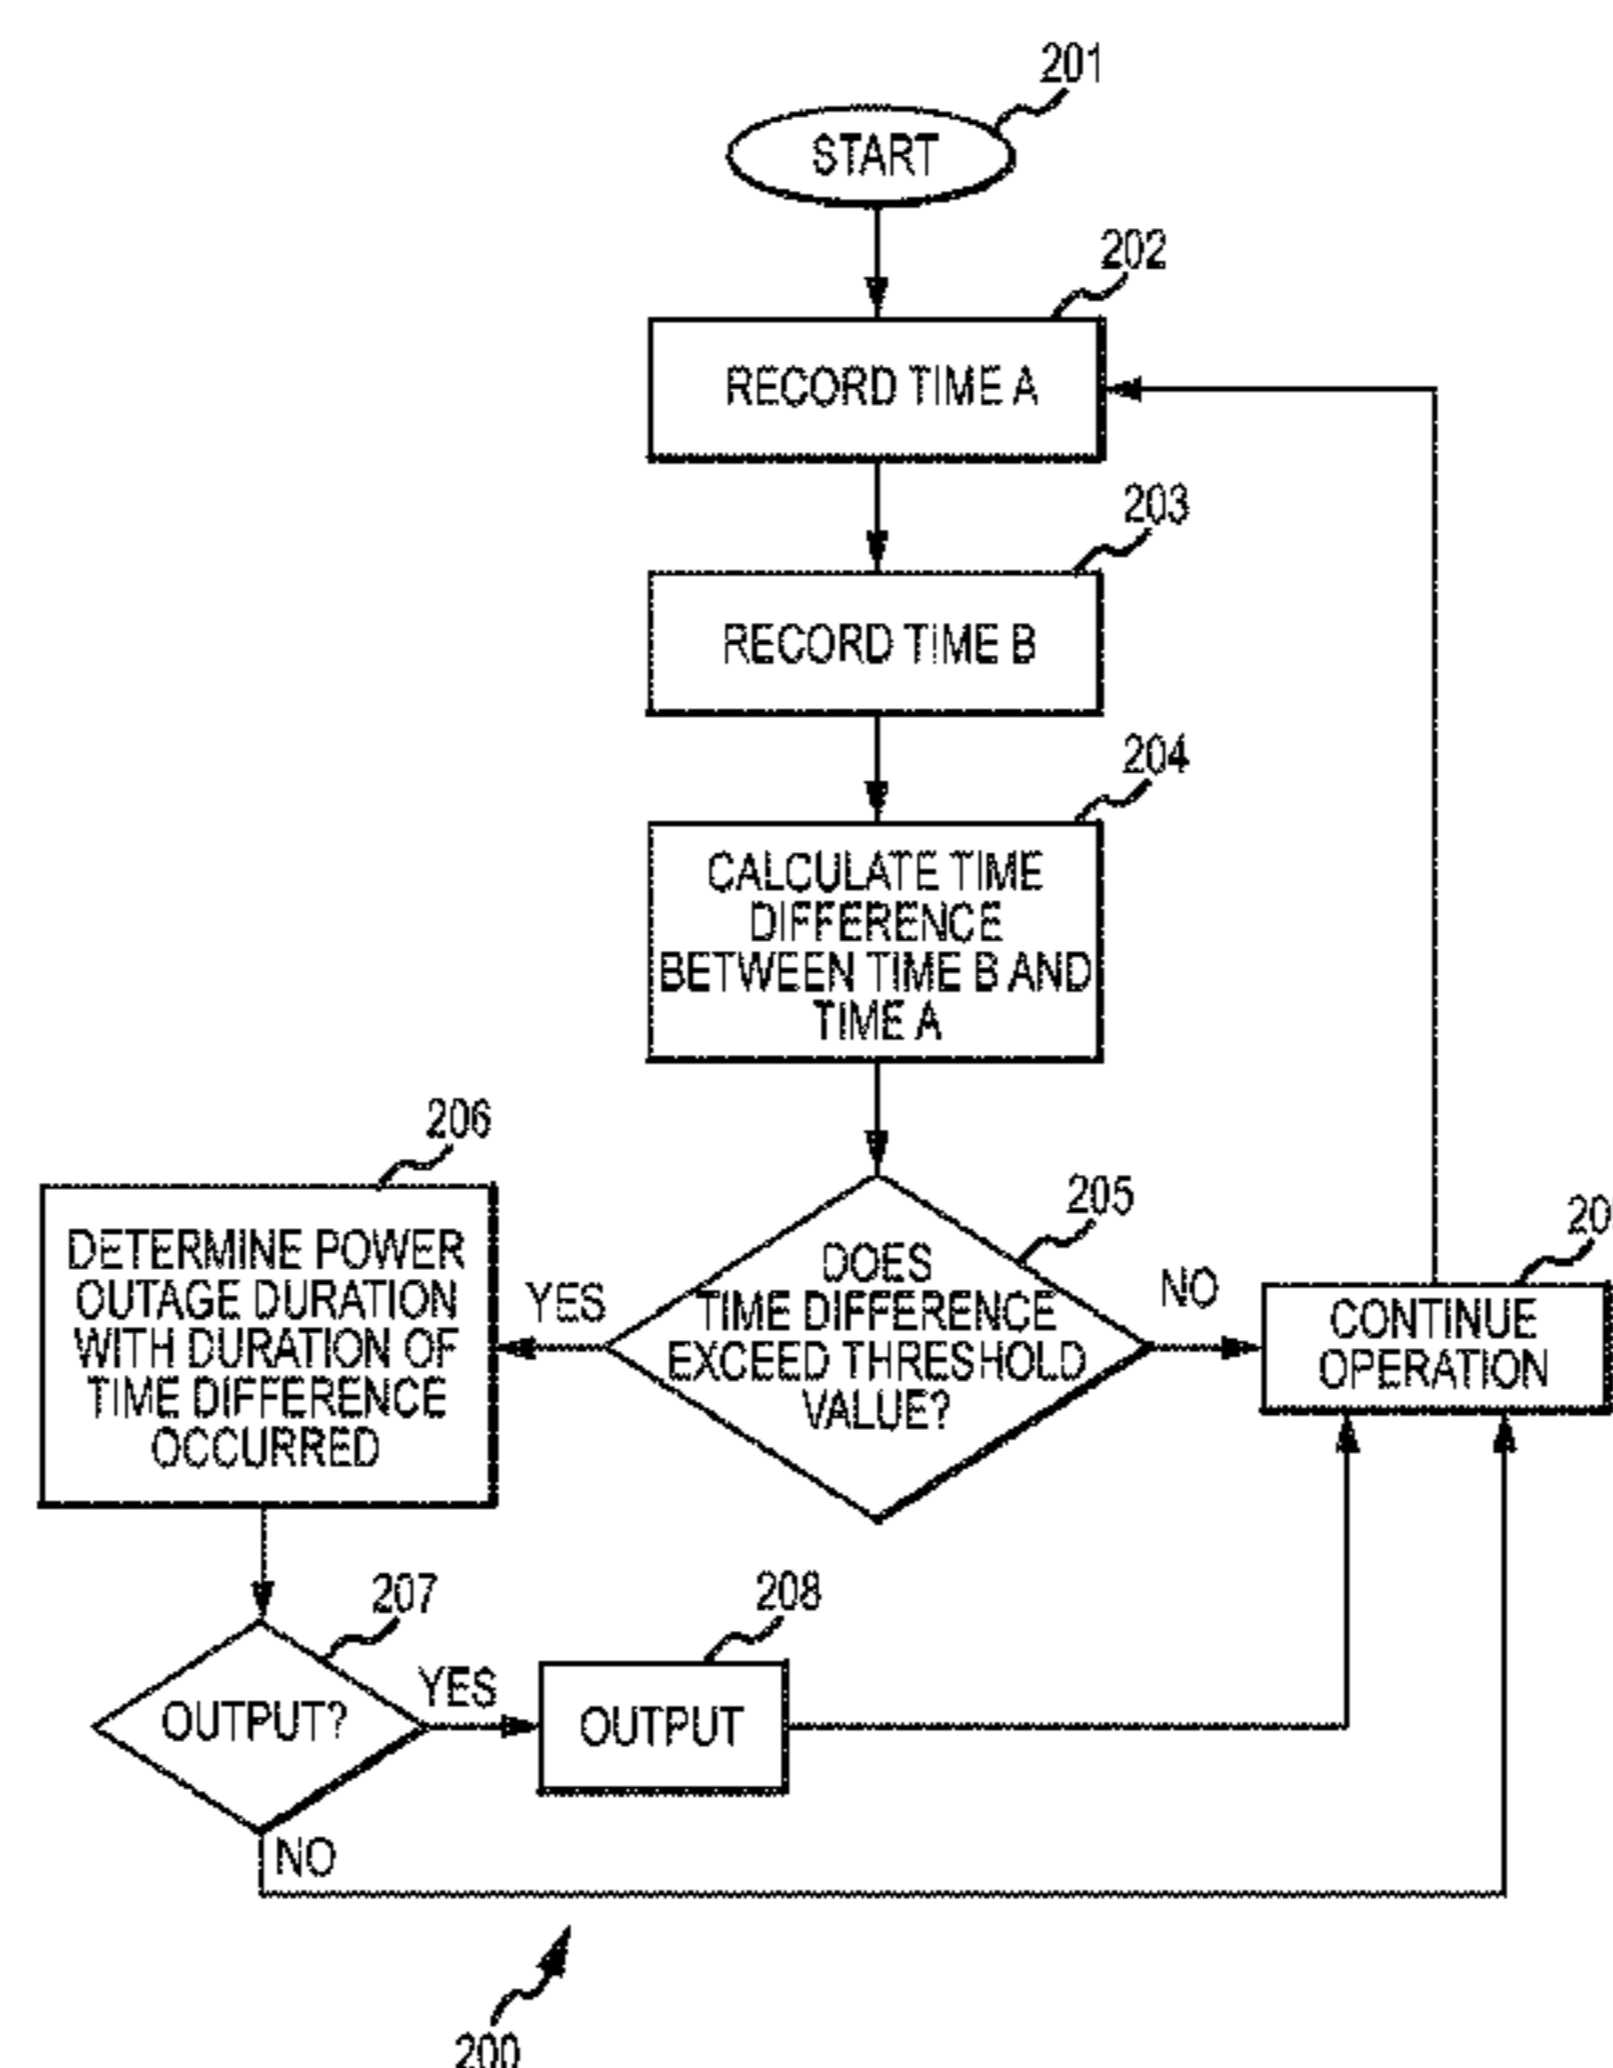 201
START
202
RECORD TIME A
203
RECORD TIME B
204
CALCULATE TIME
DIFFERENCE
BETWEEN TIME B AND
TIME A
205
DOES
TIME DIFFERENCE
EXCEED THRESHOLD
VALUE?
YES
NO
206
DETERMINE POWER
OUTAGE DURATION
WITH DURATION OF
TIME DIFFERENCE
OCCURRED
CONTINUE
OPERATION
207
OUTPUT?
YES
NO
208
OUTPUT
200